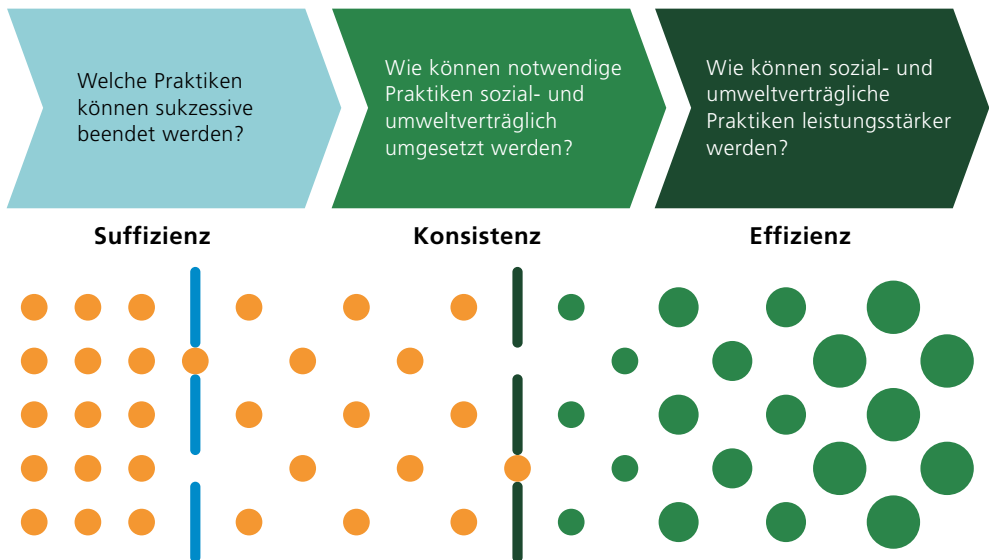 Welche Praktiken
können sukzessive
beendet werden?
Wie können notwendige
Praktiken sozial- und
umweltverträglich
umgesetzt werden?
Wie können sozial- und
umweltverträgliche
Praktiken leistungsstärker
werden?
Suffizienz
Konsistenz
Effizienz